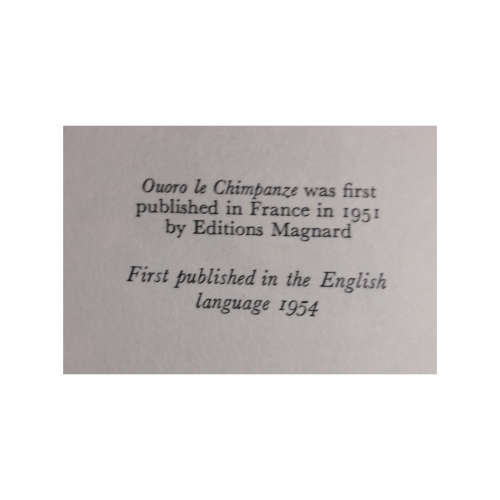 Ouoro le Chimpanze was first
published in France in 1951
by Editions Magnard
First published in the English
language 1954